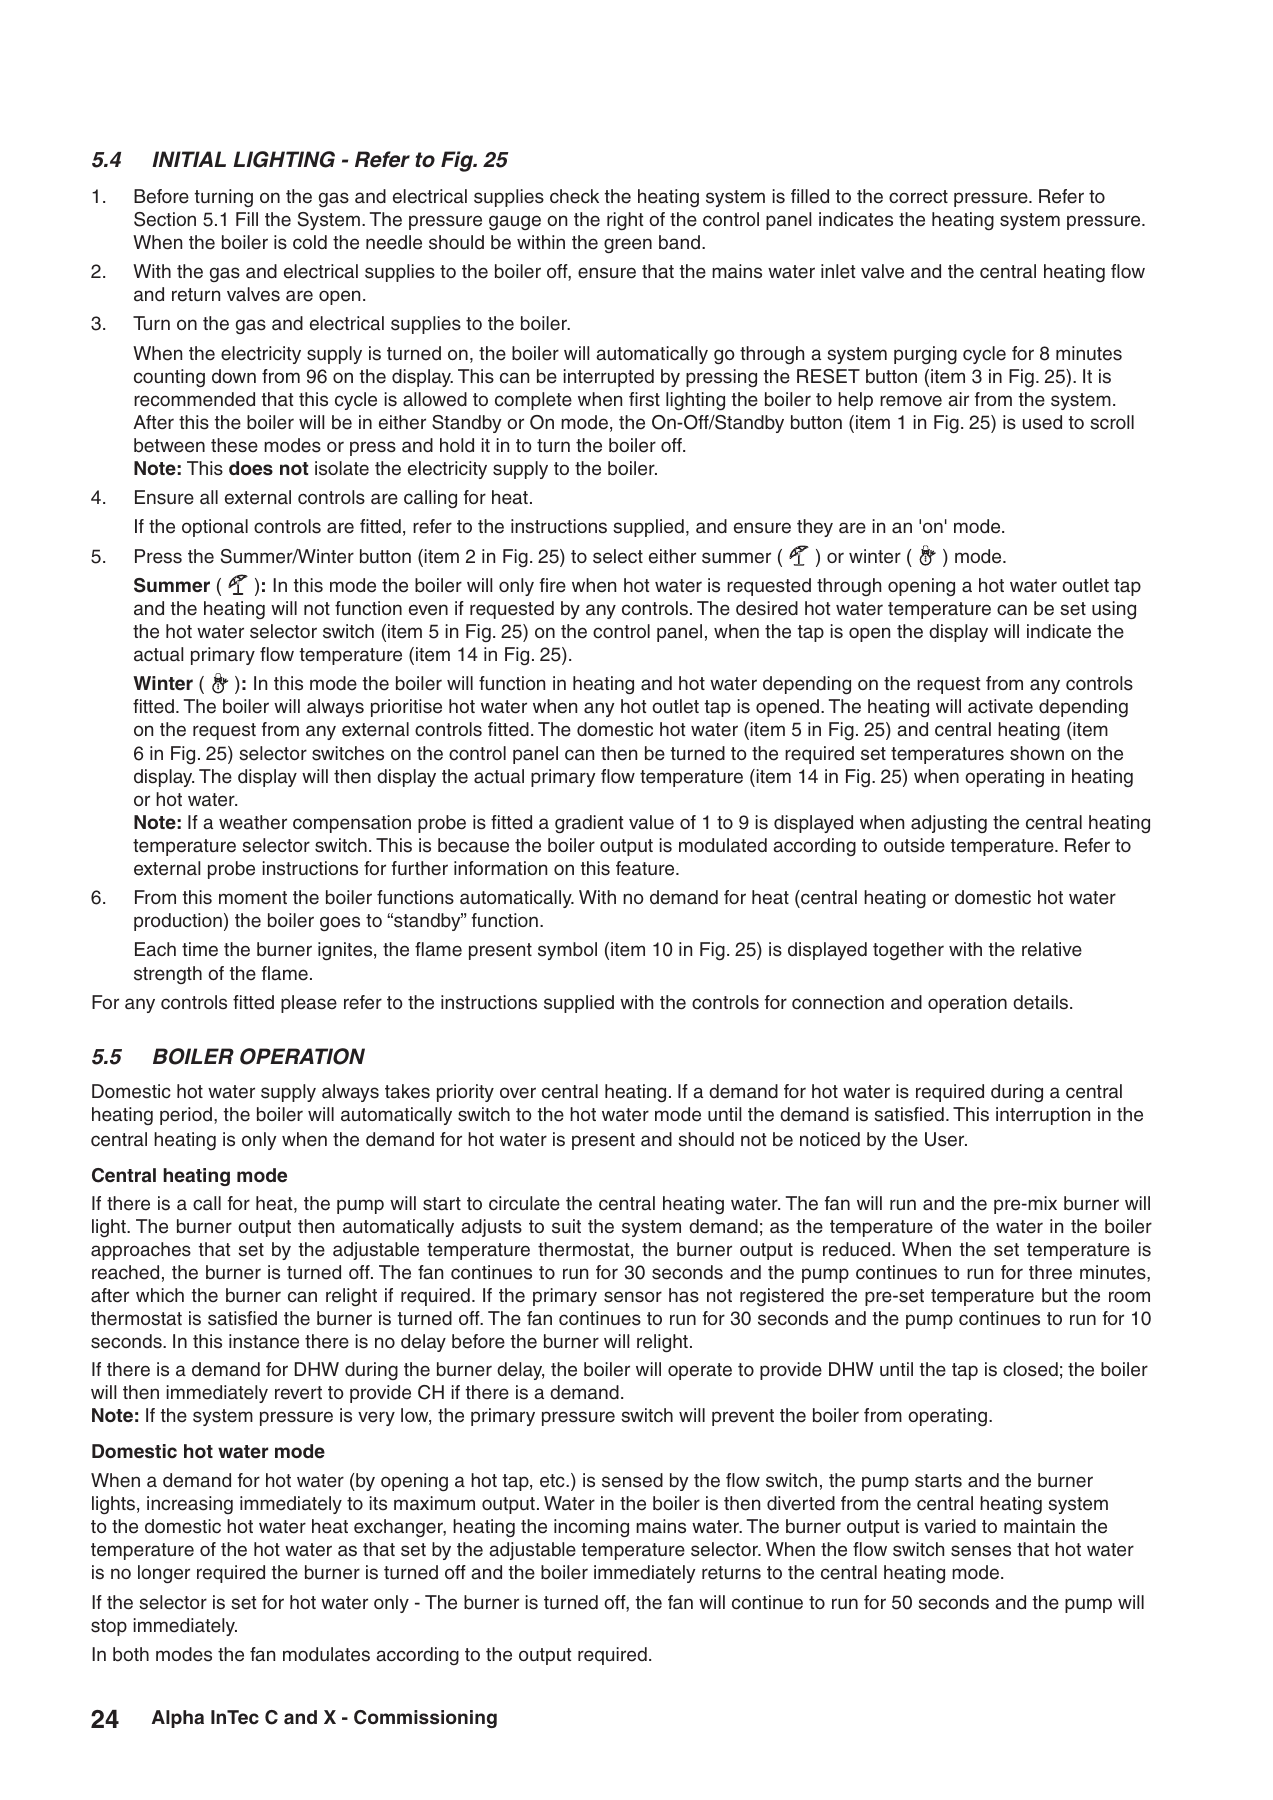 5.4 INITIAL LIGHTING - Refer to Fig. 25
1. Before turning on the gas and electrical supplies check the heating system is filled to the correct pressure. Refer to
Section 5.1 Fill the System. The pressure gauge on the right of the control panel indicates the heating system pressure.
When the boiler is cold the needle should be within the green band.
2. With the gas and electrical supplies to the boiler off, ensure that the mains water inlet valve and the central heating flow
and return valves are open.
3. Turn on the gas and electrical supplies to the boiler.
When the electricity supply is turned on, the boiler will automatically go through a system purging cycle for 8 minutes
counting down from 96 on the display. This can be interrupted by pressing the RESET button (item 3 in Fig. 25). It is
recommended that this cycle is allowed to complete when first lighting the boiler to help remove air from the system.
After this the boiler will be in either Standby or On mode, the On-Off/Standby button (item 1 in Fig. 25) is used to scroll
between these modes or press and hold it in to turn the boiler off.
Note: This does not isolate the electricity supply to the boiler.
4. Ensure all external controls are calling for heat.
If the optional controls are fitted, refer to the instructions supplied, and ensure they are in an 'on' mode.
5. Press the Summer/Winter button (item 2 in Fig. 25) to select either summer ( ) or winter ( ) mode.
Summer ( ): In this mode the boiler will only fire when hot water is requested through opening a hot water outlet tap
and the heating will not function even if requested by any controls. The desired hot water temperature can be set using
the hot water selector switch (item 5 in Fig. 25) on the control panel, when the tap is open the display will indicate the
actual primary flow temperature (item 14 in Fig. 25).
Winter ( ): In this mode the boiler will function in heating and hot water depending on the request from any controls
fitted. The boiler will always prioritise hot water when any hot outlet tap is opened. The heating will activate depending
on the request from any external controls fitted. The domestic hot water (item 5 in Fig. 25) and central heating (item
6 in Fig. 25) selector switches on the control panel can then be turned to the required set temperatures shown on the
display. The display will then display the actual primary flow temperature (item 14 in Fig. 25) when operating in heating
or hot water.
Note: If a weather compensation probe is fitted a gradient value of 1 to 9 is displayed when adjusting the central heating
temperature selector switch. This is because the boiler output is modulated according to outside temperature. Refer to
external probe instructions for further information on this feature.
6. From this moment the boiler functions automatically. With no demand for heat (central heating or domestic hot water
production) the boiler goes to “standby” function.
Each time the burner ignites, the flame present symbol (item 10 in Fig. 25) is displayed together with the relative
strength of the flame.
For any controls fitted please refer to the instructions supplied with the controls for connection and operation details.
5.5 BOILER OPERATION
Domestic hot water supply always takes priority over central heating. If a demand for hot water is required during a central
heating period, the boiler will automatically switch to the hot water mode until the demand is satisfied. This interruption in the
central heating is only when the demand for hot water is present and should not be noticed by the User.
Central heating mode
If there is a call for heat, the pump will start to circulate the central heating water. The fan will run and the pre-mix burner will
light. The burner output then automatically adjusts to suit the system demand; as the temperature of the water in the boiler
approaches that set by the adjustable temperature thermostat, the burner output is reduced. When the set temperature is
reached, the burner is turned off. The fan continues to run for 30 seconds and the pump continues to run for three minutes,
after which the burner can relight if required. If the primary sensor has not registered the pre-set temperature but the room
thermostat is satisfied the burner is turned off. The fan continues to run for 30 seconds and the pump continues to run for 10
seconds. In this instance there is no delay before the burner will relight.
If there is a demand for DHW during the burner delay, the boiler will operate to provide DHW until the tap is closed; the boiler
will then immediately revert to provide CH if there is a demand.
Note: If the system pressure is very low, the primary pressure switch will prevent the boiler from operating.
Domestic hot water mode
When a demand for hot water (by opening a hot tap, etc.) is sensed by the flow switch, the pump starts and the burner
lights, increasing immediately to its maximum output. Water in the boiler is then diverted from the central heating system
to the domestic hot water heat exchanger, heating the incoming mains water. The burner output is varied to maintain the
temperature of the hot water as that set by the adjustable temperature selector. When the flow switch senses that hot water
is no longer required the burner is turned off and the boiler immediately returns to the central heating mode.
If the selector is set for hot water only - The burner is turned off, the fan will continue to run for 50 seconds and the pump will
stop immediately.
In both modes the fan modulates according to the output required.
24 Alpha InTec C and X - Commissioning